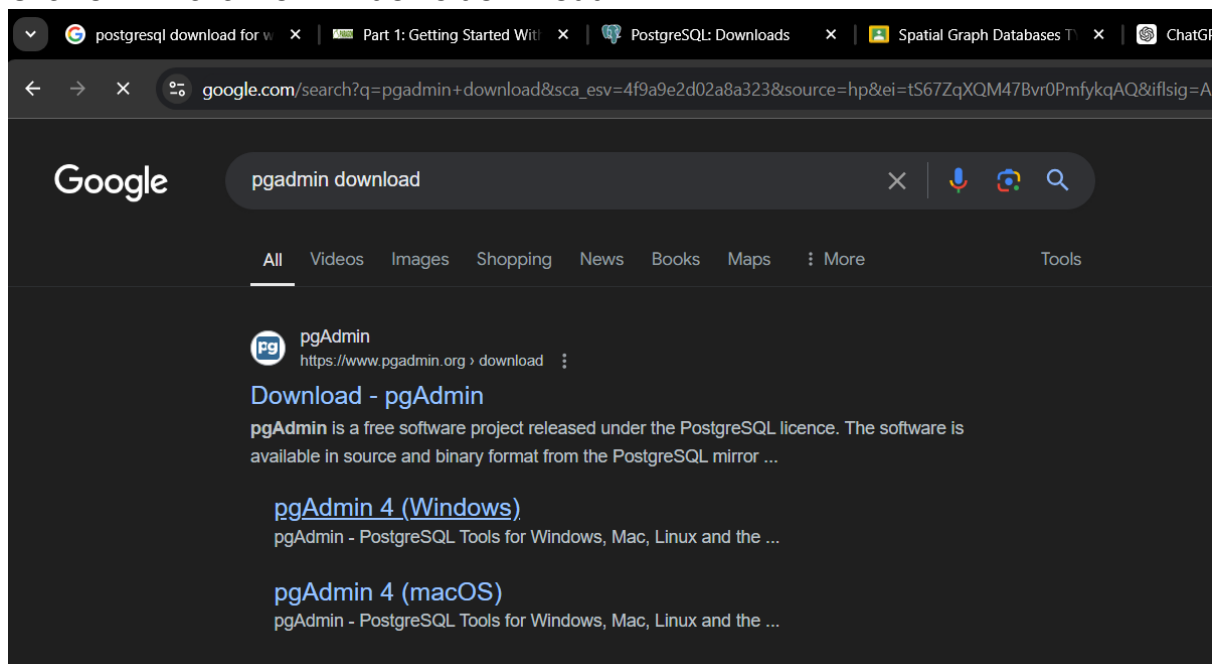 postgresql download for w
Part 1: Getting Started Wit
PostgreSQL: Downloads
Spatial Graph Databases T
ChatG
google.com/search?q=pgadmin+download&sca_esv=4f9a9e2d02a8a323&source=hp&ei=tS67ZqXQM47Bvr0PmfykqAQ&iflsig=A
Google
pgadmin download
All Videos Images Shopping News Books Maps More Tools
pg
pgAdmin
https://www.pgadmin.org › download
Download - pgAdmin
pgAdmin is a free software project released under the PostgreSQL licence. The software is
available in source and binary format from the PostgreSQL mirror ...
pgAdmin 4 (Windows)
pgAdmin - PostgreSQL Tools for Windows, Mac, Linux and the ...
pgAdmin 4 (macOS)
pgAdmin - PostgreSQL Tools for Windows, Mac, Linux and the ...